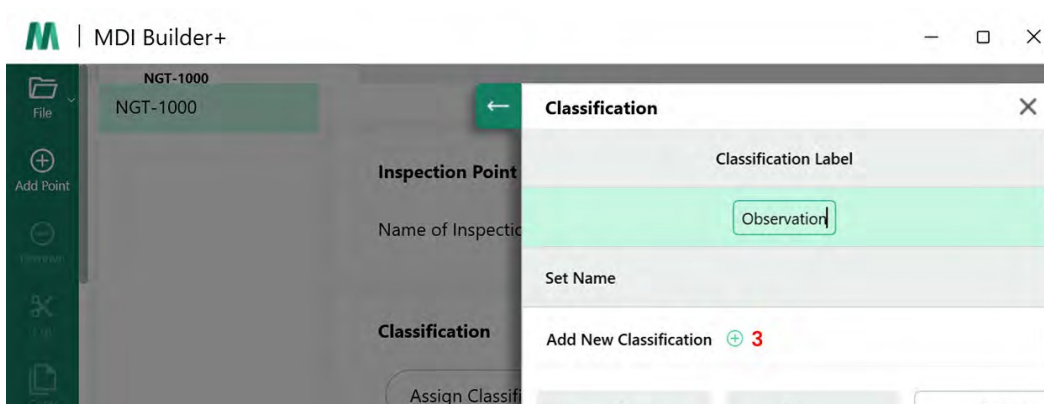 MDI Builder+
File
NGT-1000
NGT-1000
Classification
Add Point
Classification Label
Inspection Point
Observation
Name of Inspectio
Remove
Set Name
Classification
Add New Classification 3
Assign Classifi